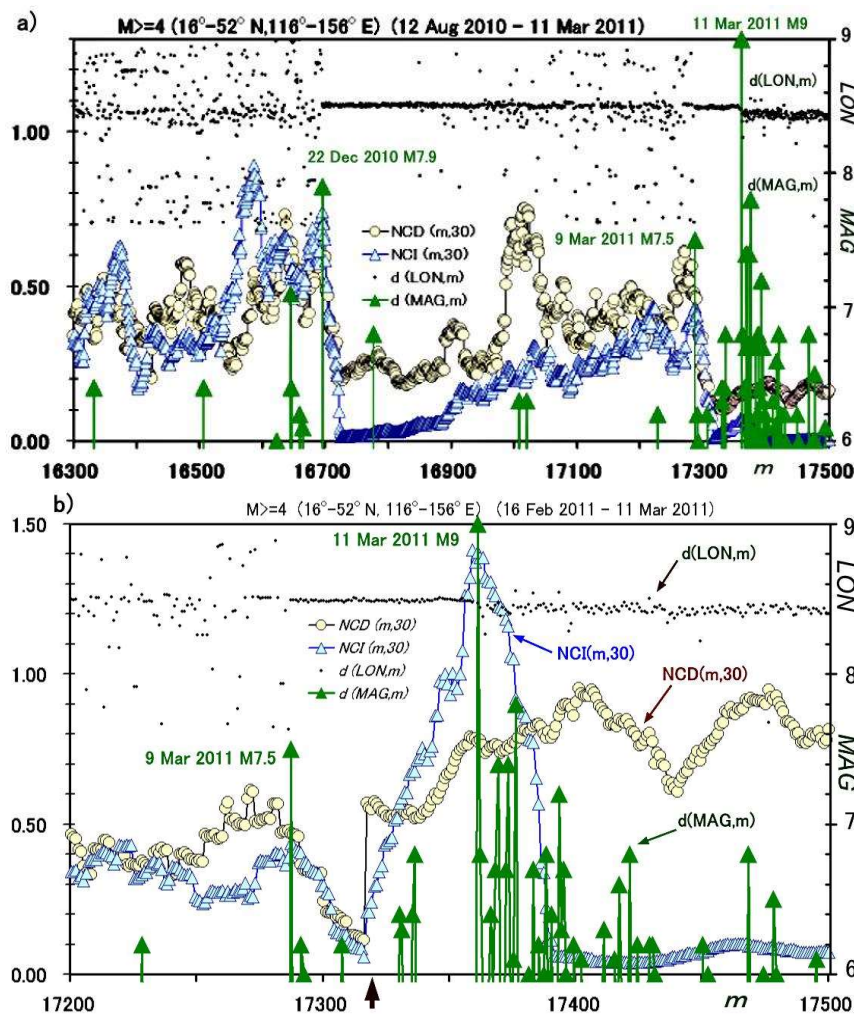 a)
M>=4 (16°-52° N,116°-156° E) (12 Aug 2010 - 11 Mar 2011)
11 Mar 2011 M9
9
LON
8
MAG
7
6
1.00
0.50
0.00
d(LON,m)
d(MAG,m)
22 Dec 2010 M7.9
9 Mar 2011 M7.5
NCD (m,30)
NCI (m,30)
d (LON,m)
d (MAG,m)
16300 16500 16700 16900 17100 17300 m 17500
b)
M>=4 (16°-52° N, 116°-156° E) (16 Feb 2011 - 11 Mar 2011)
1.50
1.00
0.50
0.00
9
LON
8
MAG
7
6
11 Mar 2011 M9
d(LON,m)
NCD (m,30)
NCI (m,30)
d (LON,m)
d (MAG,m)
NCI(m,30)
NCD(m,30)
9 Mar 2011 M7.5
d(MAG,m)
17200 17300 17400 m 17500